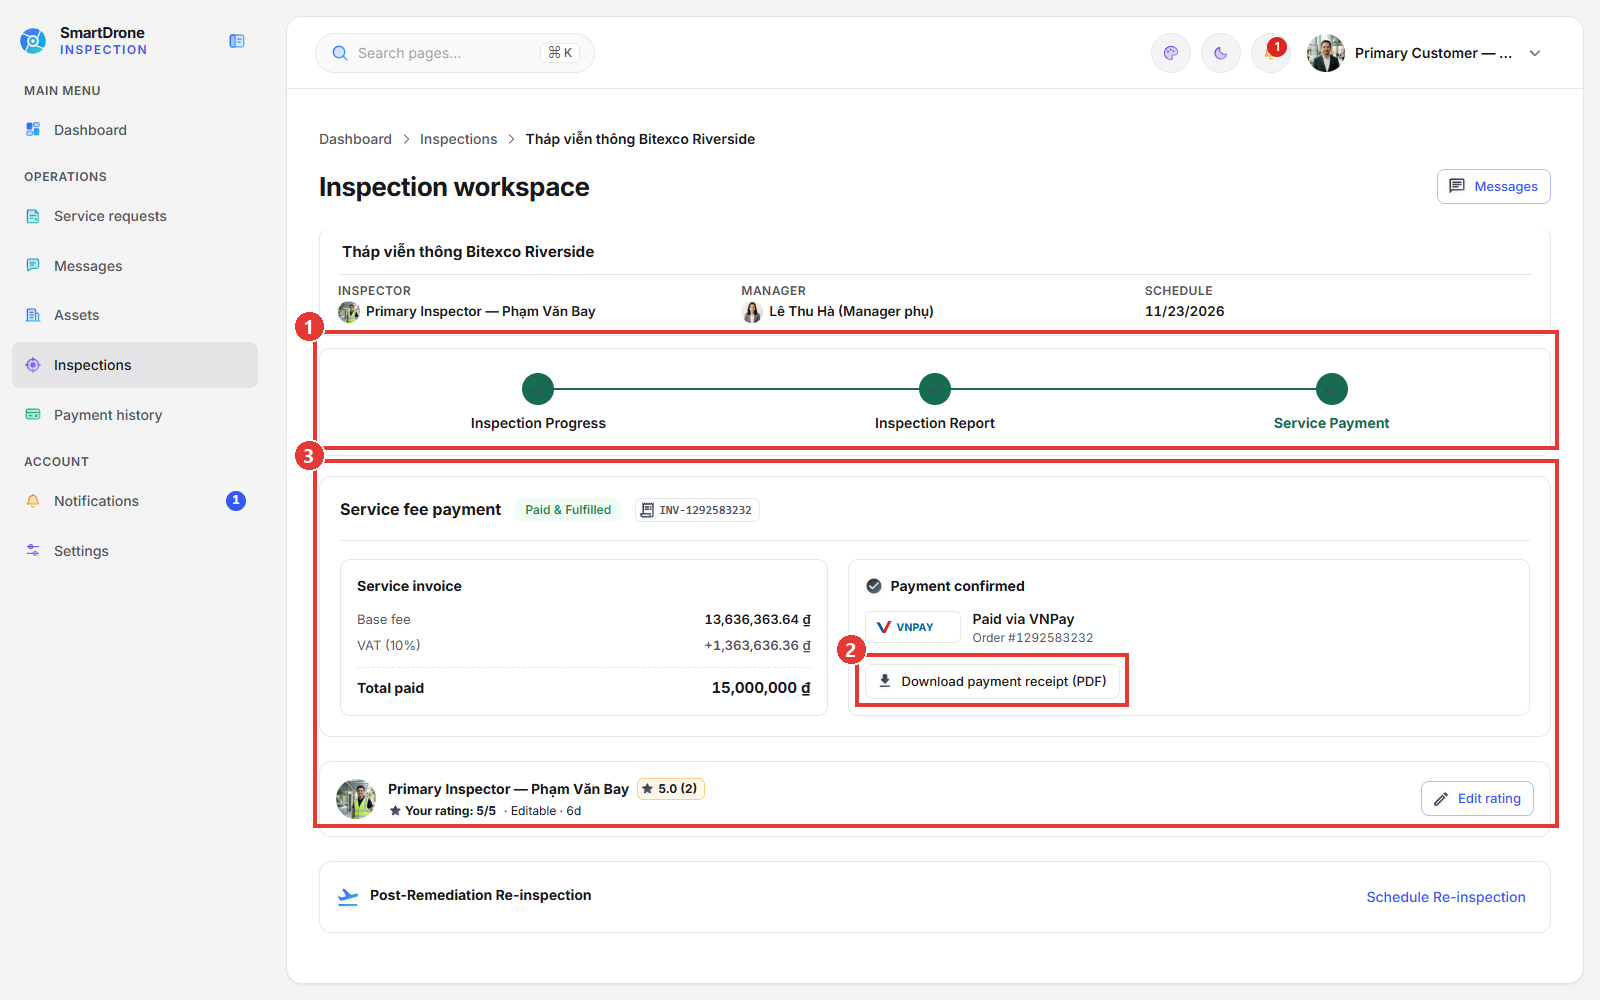 SmartDrone
INSPECTION
MAIN MENU
Dashboard
OPERATIONS
Service requests
Messages
Assets
Inspections
Payment history
ACCOUNT
Notifications
1
Settings
Search pages...
⌘ K
1
Primary Customer — ...
Dashboard > Inspections > Tháp viễn thông Bitexco Riverside
Inspection workspace
Messages
Tháp viễn thông Bitexco Riverside
INSPECTOR
Primary Inspector — Phạm Văn Bay
MANAGER
Lê Thu Hà (Manager phụ)
SCHEDULE
11/23/2026
1
Inspection Progress
Inspection Report
Service Payment
3
Service fee payment
Paid & Fulfilled
INV-1292583232
Service invoice
Base fee 13,636,363.64 ₫
VAT (10%) +1,363,636.36 ₫
Total paid 15,000,000 ₫
Payment confirmed
VNPAY
Paid via VNPay
Order #1292583232
2
Download payment receipt (PDF)
Primary Inspector — Phạm Văn Bay
5.0 (2)
Your rating: 5/5 · Editable · 6d
Edit rating
Post-Remediation Re-inspection
Schedule Re-inspection